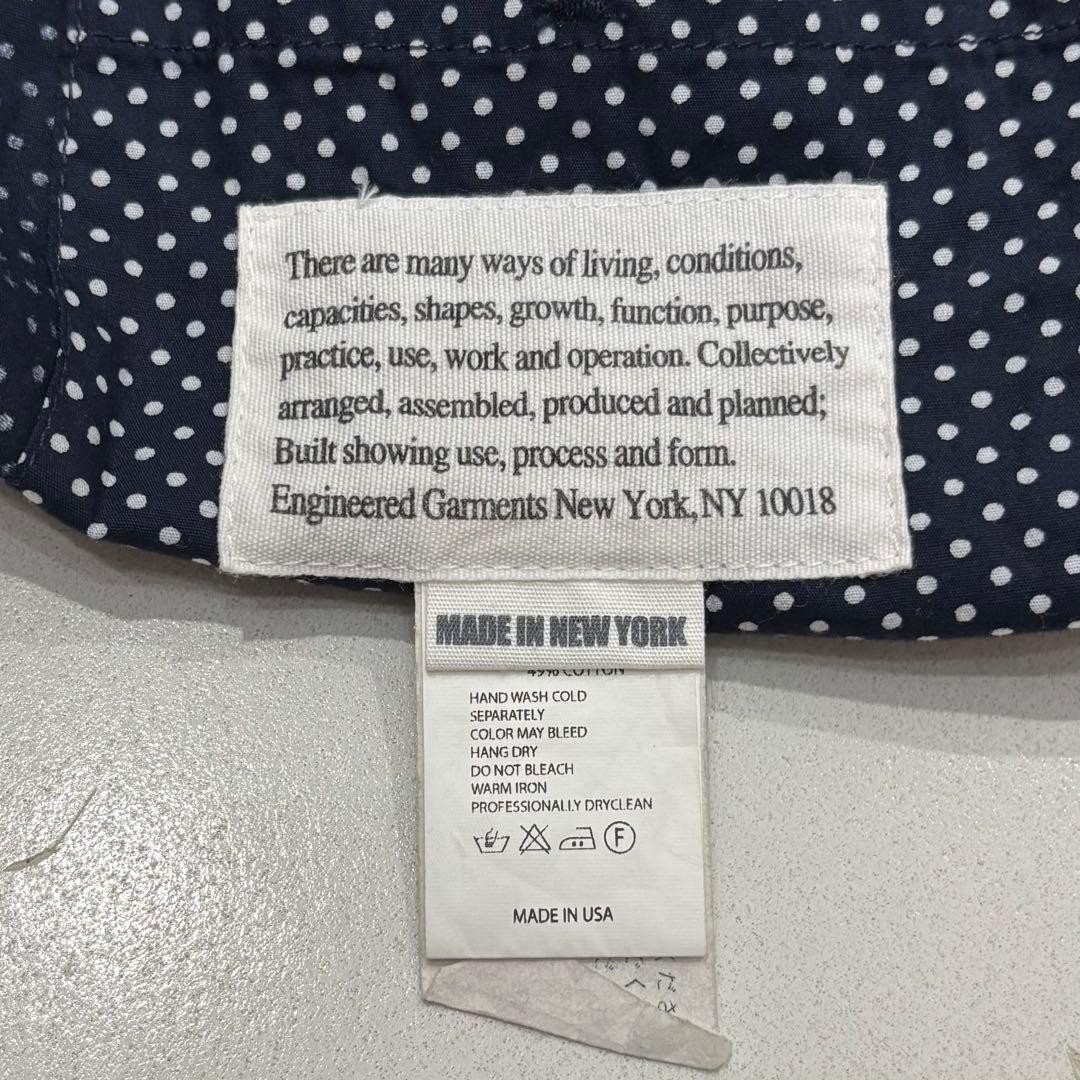 There are many ways of living, conditions,
capacities, shapes, growth, function, purpose,
practice, use, work and operation. Collectively
arranged, assembled, produced and planned;
Built showing use, process and form.
Engineered Garments New York, NY 10018
MADE IN NEW YORK
49% COTTON
HAND WASH COLD
SEPARATELY
COLOR MAY BLEED
HANG DRY
DO NOT BLEACH
WARM IRON
PROFESSIONALLY DRYCLEAN
F
MADE IN USA